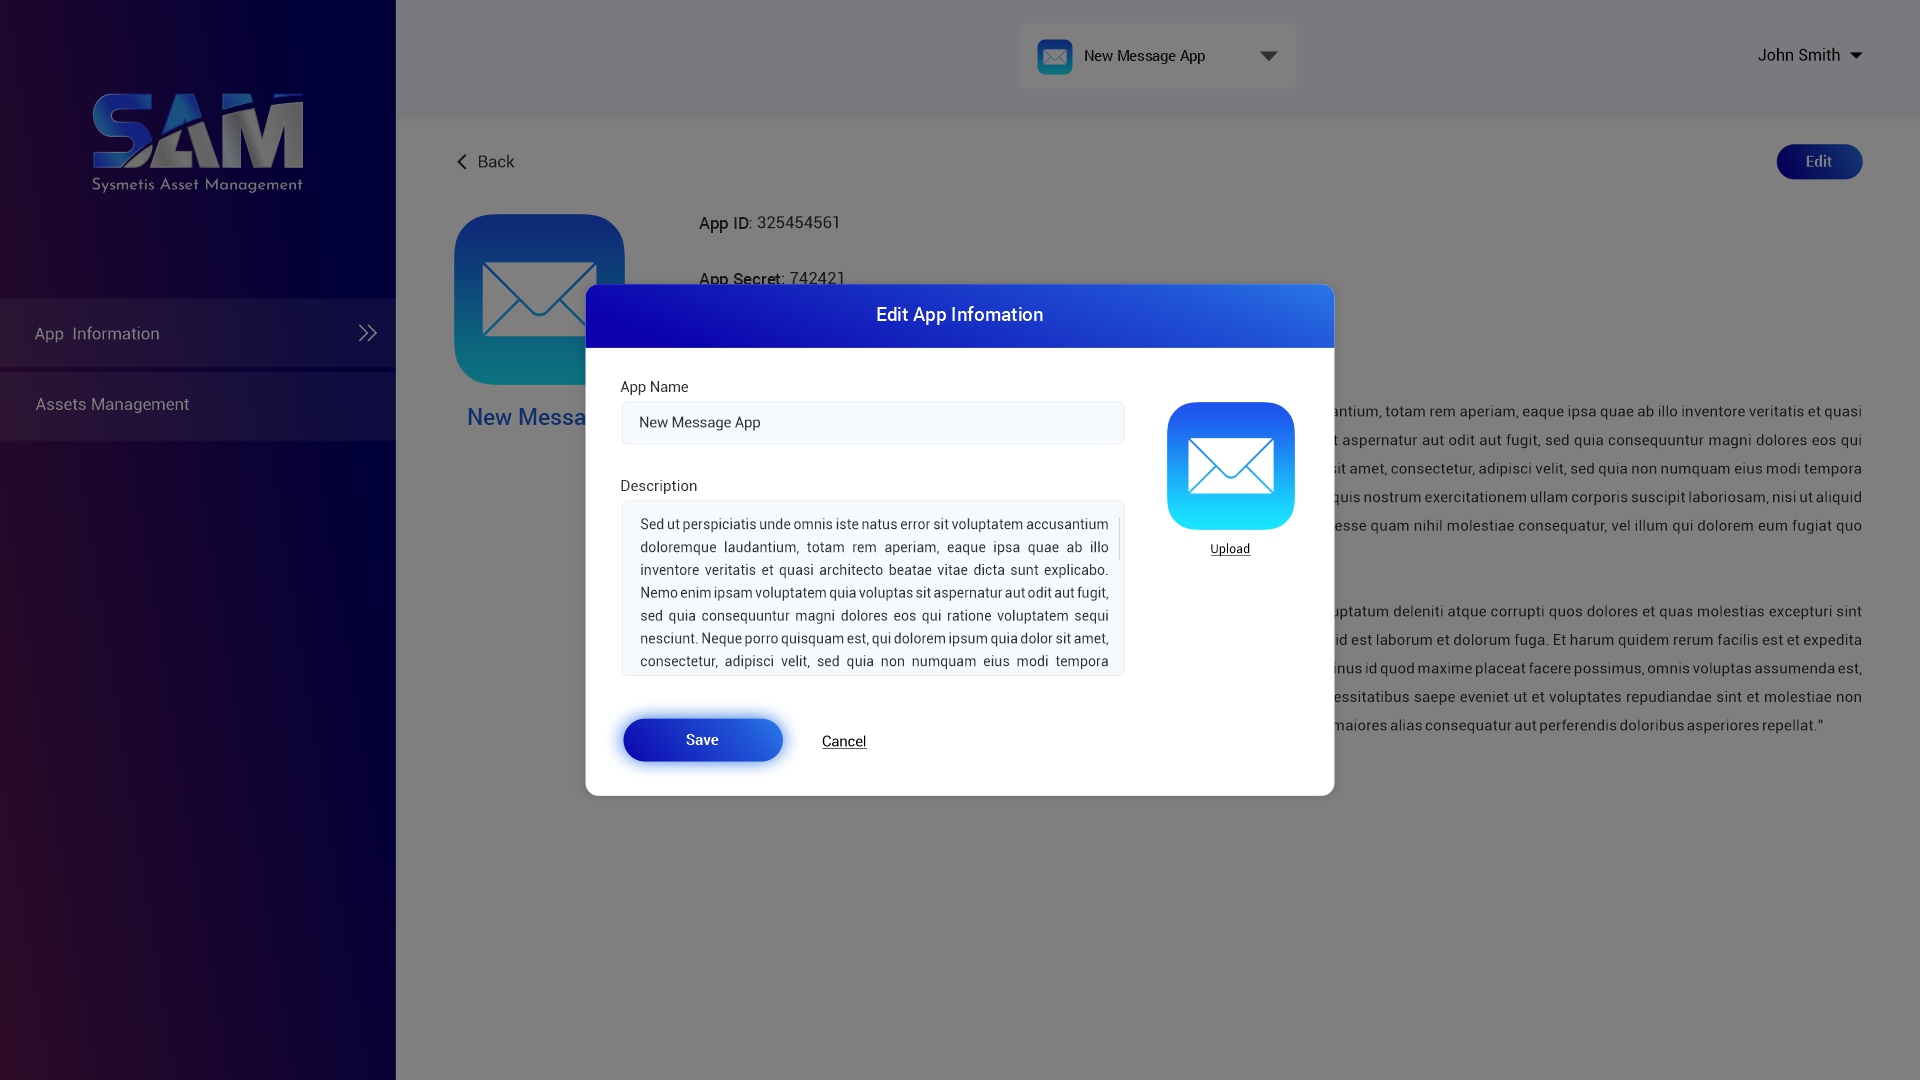 SAM
Sysmetis Asset Management
App Information
Assets Management
New Message App
John Smith
Back
Edit
App ID: 325454561
App Secret: 742421
New Messa
Edit App Infomation
App Name
New Message App
Description
Sed ut perspiciatis unde omnis iste natus error sit voluptatem accusantium
doloremque laudantium, totam rem aperiam, eaque ipsa quae ab illo
inventore veritatis et quasi architecto beatae vitae dicta sunt explicabo.
Nemo enim ipsam voluptatem quia voluptas sit aspernatur aut odit aut fugit,
sed quia consequuntur magni dolores eos qui ratione voluptatem sequi
nesciunt. Neque porro quisquam est, qui dolorem ipsum quia dolor sit amet,
consectetur, adipisci velit, sed quia non numquam eius modi tempora
Upload
Save
Cancel
antium, totam rem aperiam, eaque ipsa quae ab illo inventore veritatis et quasi
t aspernatur aut odit aut fugit, sed quia consequuntur magni dolores eos qui
sit amet, consectetur, adipisci velit, sed quia non numquam eius modi tempora
quis nostrum exercitationem ullam corporis suscipit laboriosam, nisi ut aliquid
esse quam nihil molestiae consequatur, vel illum qui dolorem eum fugiat quo
uptatum deleniti atque corrupti quos dolores et quas molestias excepturi sint
id est laborum et dolorum fuga. Et harum quidem rerum facilis est et expedita
inus id quod maxime placeat facere possimus, omnis voluptas assumenda est,
essitatibus saepe eveniet ut et voluptates repudiandae sint et molestiae non
maiores alias consequatur aut perferendis doloribus asperiores repellat."